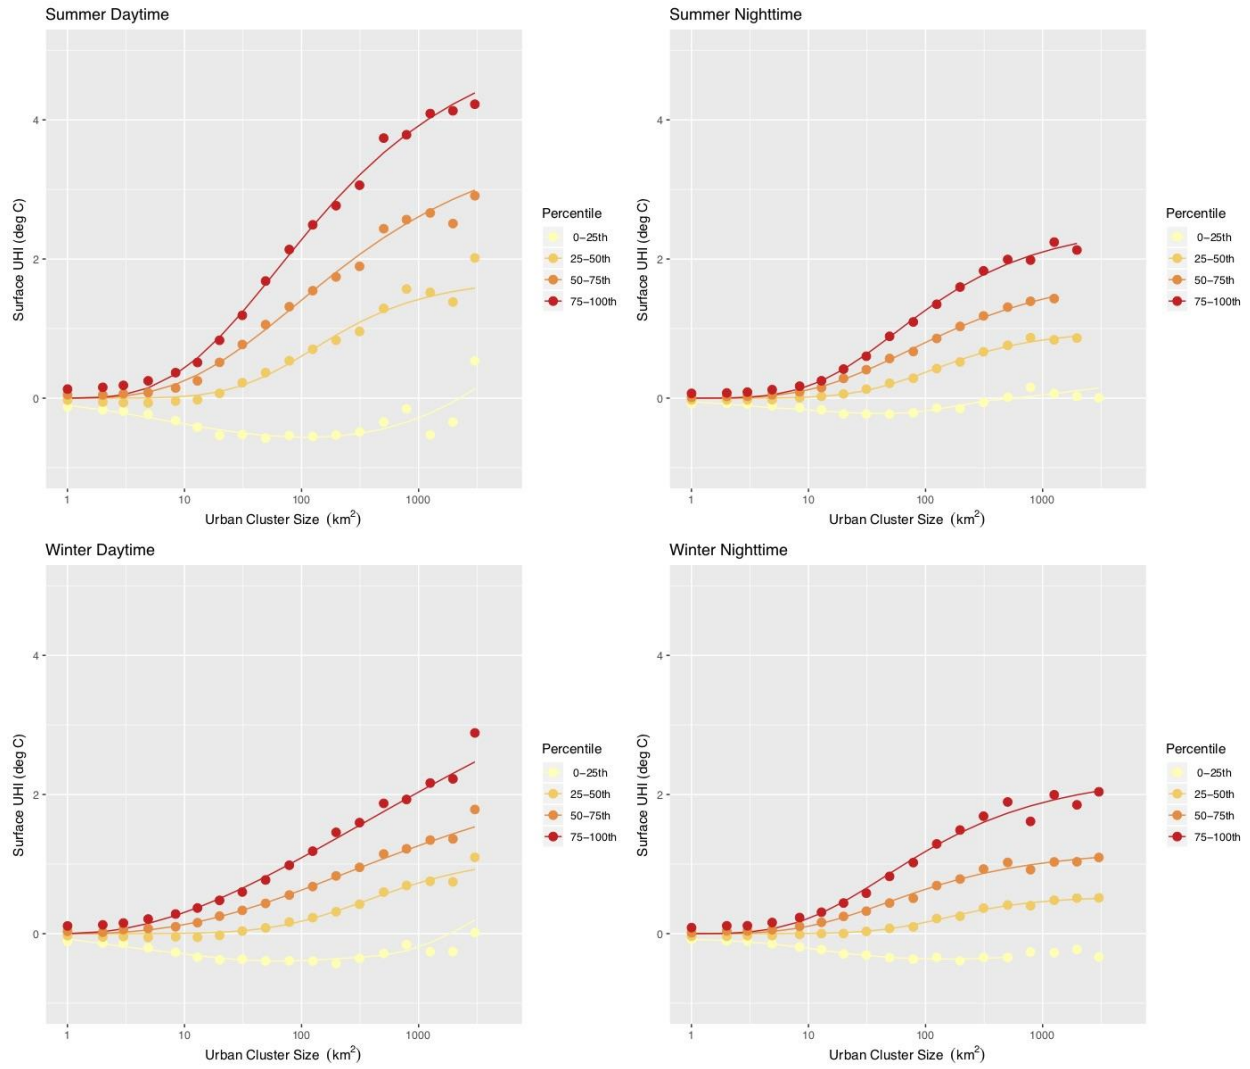 Summer Daytime
Surface UHI (deg C)
4
2
0
1
10
100
1000
Urban Cluster Size (km²)
Percentile
0−25th
25−50th
50−75th
75−100th
Summer Nighttime
Surface UHI (deg C)
4
2
0
1
10
100
1000
Urban Cluster Size (km²)
Percentile
0−25th
25−50th
50−75th
75−100th
Winter Daytime
Surface UHI (deg C)
4
2
0
1
10
100
1000
Urban Cluster Size (km²)
Percentile
0−25th
25−50th
50−75th
75−100th
Winter Nighttime
Surface UHI (deg C)
4
2
0
1
10
100
1000
Urban Cluster Size (km²)
Percentile
0−25th
25−50th
50−75th
75−100th